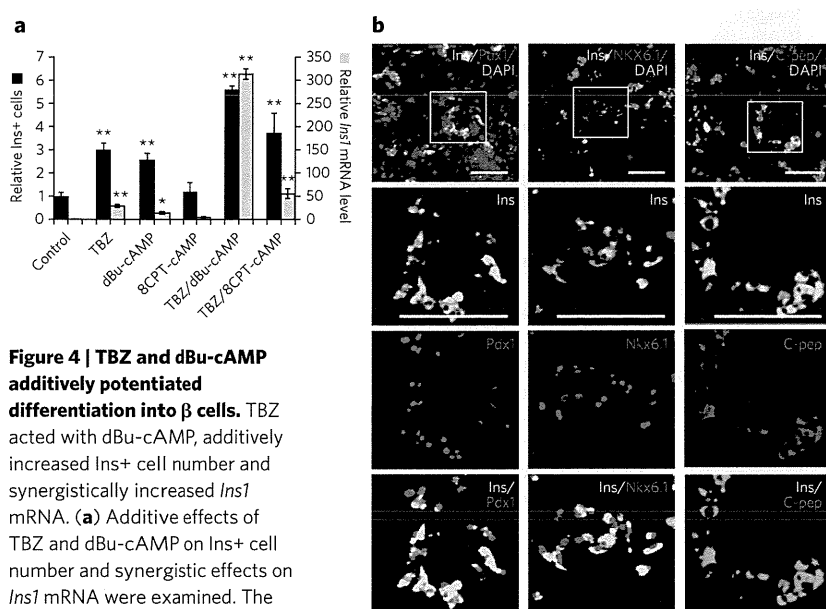 a
b
7
6
5
4
3
2
1
0
Relative Ins+ cells
350
300
250
200
150
100
50
0
Relative Ins1 mRNA level
**
**
**
*
**
**
**
**
Control
TBZ
dBu-cAMP
8CPT-cAMP
TBZ/dBu-cAMP
TBZ/8CPT-cAMP
Ins/Pdx1/
DAPI
Ins/NKX6.1/
DAPI
Ins/C-pep/
DAPI
Ins
Ins
Ins
Pdx1
Nkx6.1
C-pep
Ins/
Pdx1
Ins/Nkx6.1
Ins/
C-pep
Figure 4 | TBZ and dBu-cAMP
additively potentiated
differentiation into β cells. TBZ
acted with dBu-cAMP, additively
increased Ins+ cell number and
synergistically increased Ins1
mRNA. (a) Additive effects of
TBZ and dBu-cAMP on Ins+ cell
number and synergistic effects on
Ins1 mRNA were examined. The